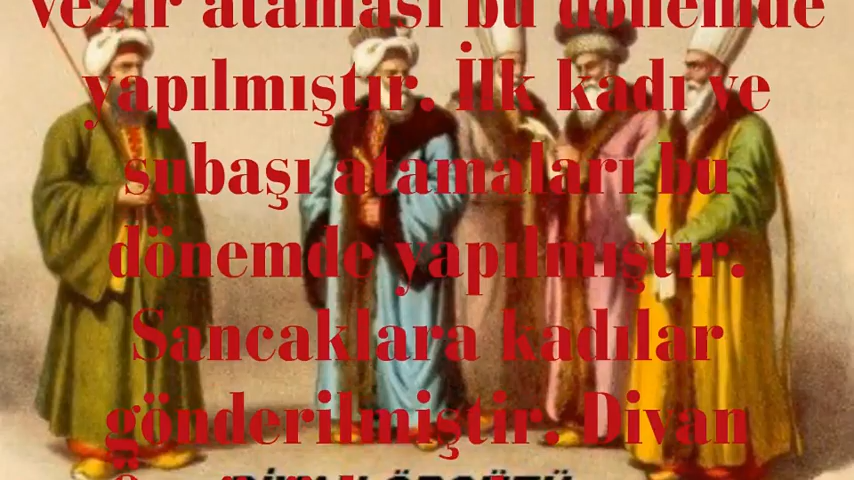 vezir ataması bu dönemde
yapılmıştır. İlk kadı ve
subaşı atamaları bu
dönemde yapılmıştır.
Sancaklara kadılar
gönderilmiştir. Divan